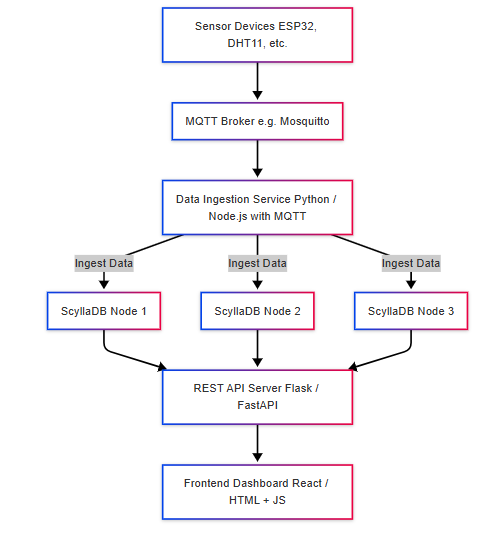 Sensor Devices ESP32,
DHT11, etc.
MQTT Broker e.g. Mosquitto
Data Ingestion Service Python /
Node.js with MQTT
Ingest Data
Ingest Data
Ingest Data
ScyllaDB Node 1
ScyllaDB Node 2
ScyllaDB Node 3
REST API Server Flask /
FastAPI
Frontend Dashboard React /
HTML + JS